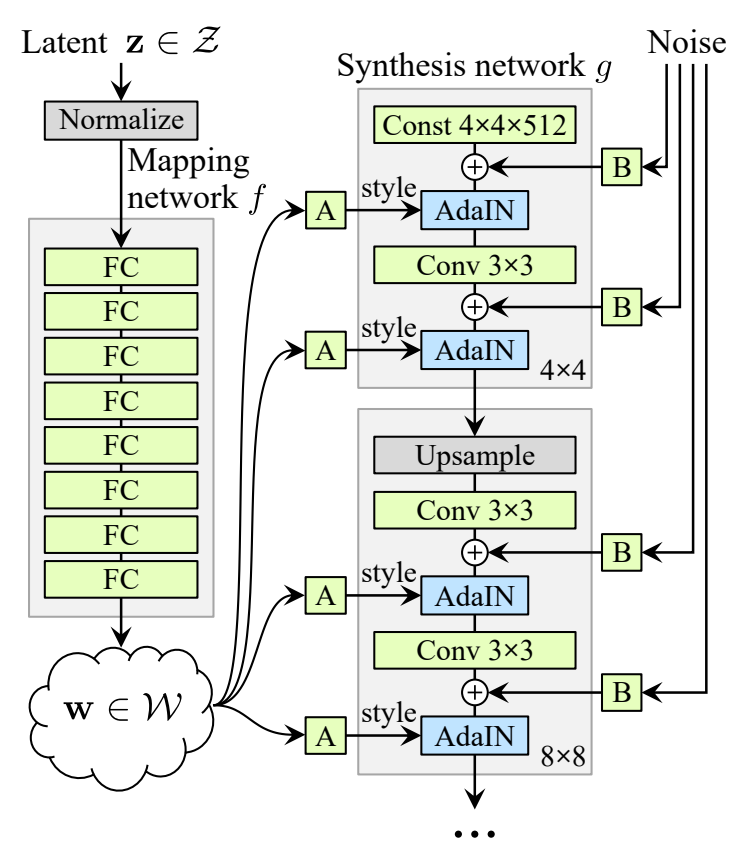 Latent z ∈ 𝒵
Normalize
Mapping
network f
FC
FC
FC
FC
FC
FC
FC
FC
w ∈ 𝒲
Synthesis network g
Noise
Const 4×4×512
+
B
A
style
AdaIN
Conv 3×3
+
B
A
style
AdaIN
4×4
Upsample
Conv 3×3
+
B
A
style
AdaIN
Conv 3×3
+
B
A
style
AdaIN
8×8
...